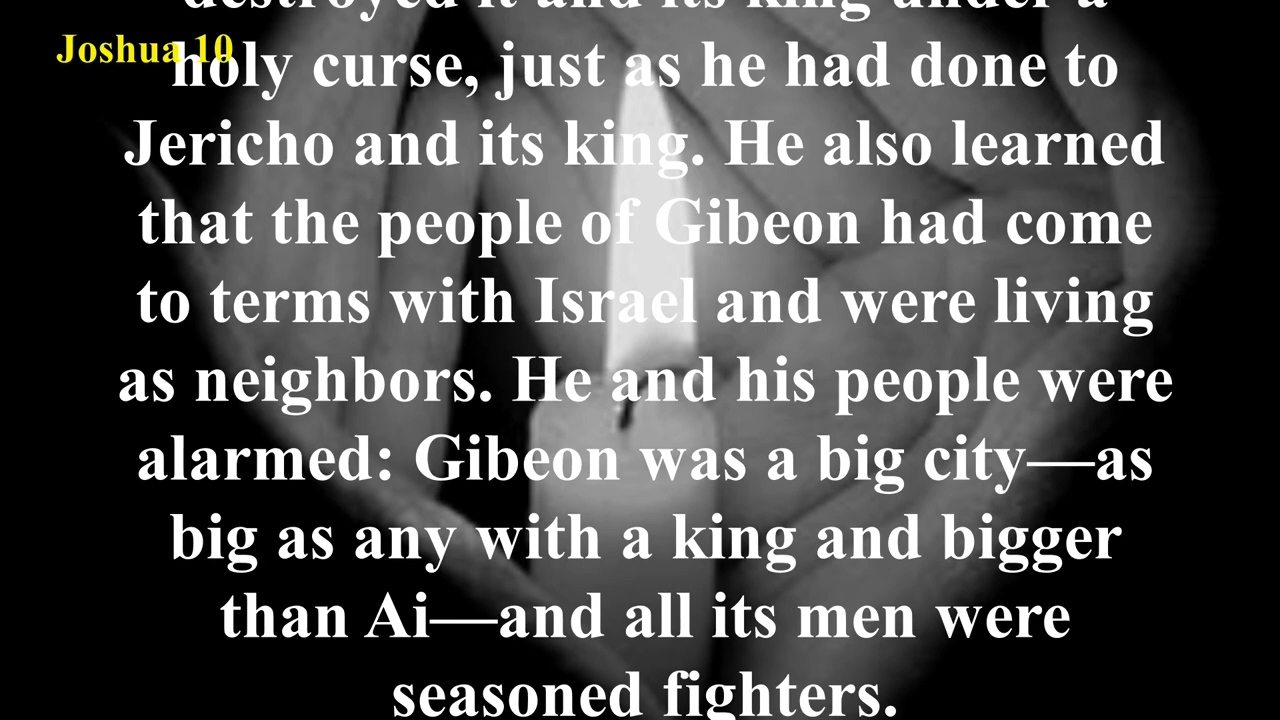 destroyed it and its king under a
Joshua 10
holy curse, just as he had done to
Jericho and its king. He also learned
that the people of Gibeon had come
to terms with Israel and were living
as neighbors. He and his people were
alarmed: Gibeon was a big city—as
big as any with a king and bigger
than Ai—and all its men were
seasoned fighters.